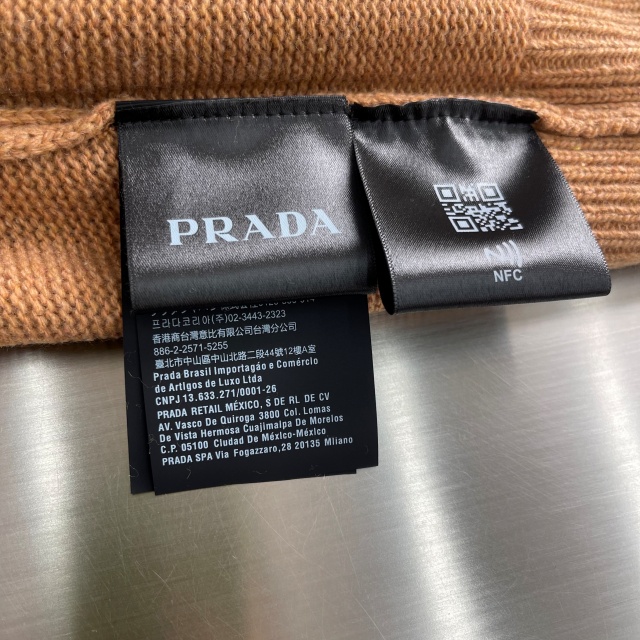 PRADA
NFC
프라다코리아(주)02-3443-2323
香港商台灣意比有限公司台灣分公司
886-2-2571-5255
臺北市中山區中山北路二段44號12樓A室
Prada Brasil Importação e Comércio
de Artigos de Luxo Ltda
CNPJ 13.633.271/0001-26
PRADA RETAIL MÉXICO, S DE RL DE CV
AV. Vasco De Quiroga 3800 Col. Lomas
De Vista Hermosa Cuajimalpa De Morelos
C.P. 05100 Ciudad De México-México
PRADA SPA Via Fogazzaro,28 20135 Milano